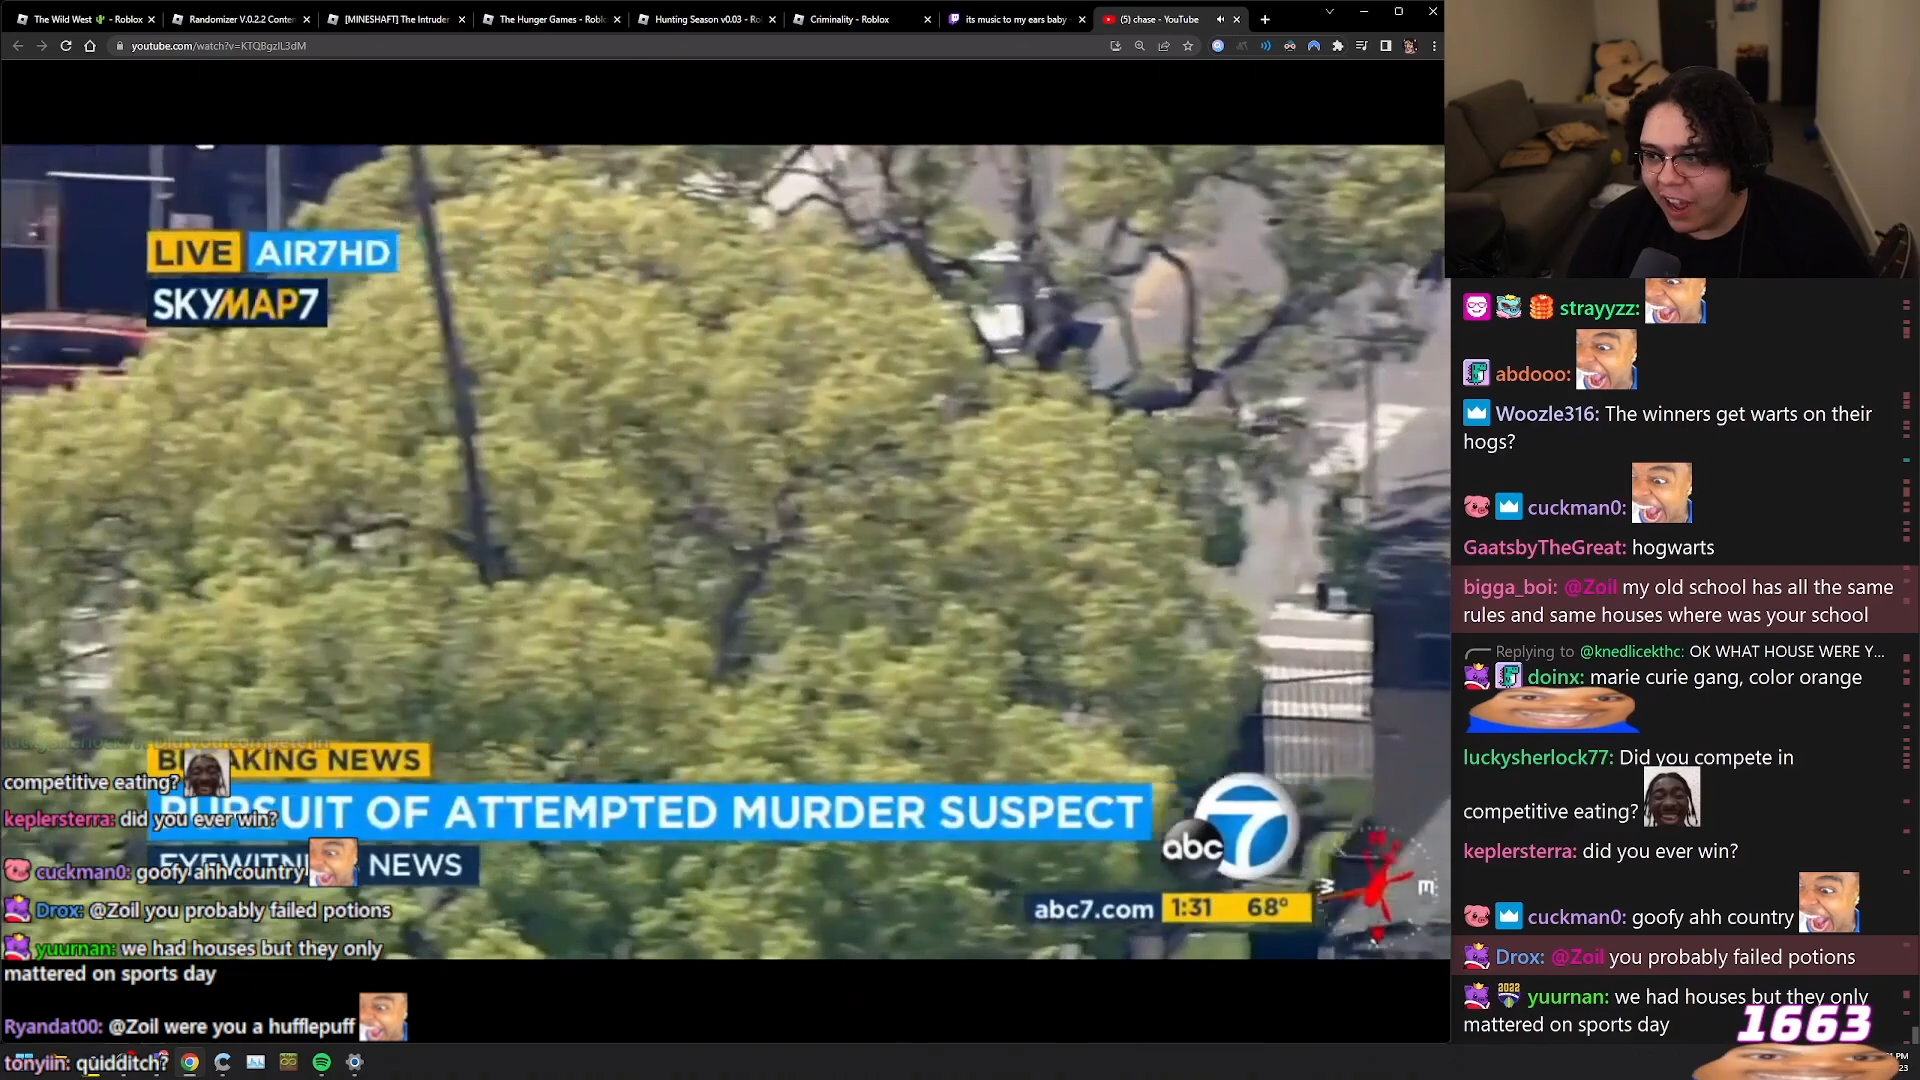 The Wild West 🌵 - Roblox
Randomizer V.0.2.2 Conten
[MINESHAFT] The Intruder
The Hunger Games - Robl
Hunting Season v0.03 - Ro
Criminality - Roblox
its music to my ears baby -
(5) chase - YouTube
youtube.com/watch?v=KTQBgzlL3dM
LIVE AIR7HD
SKYMAP7
strayyzz:
abdooo:
Woozle316: The winners get warts on their
hogs?
cuckman0:
GaatsbyTheGreat: hogwarts
bigga_boi: @Zoil my old school has all the same
rules and same houses where was your school
Replying to @knedlicekthc: OK WHAT HOUSE WERE Y...
doinx: marie curie gang, color orange
luckysherlock77: Did you compete in
competitive eating?
keplersterra: did you ever win?
cuckman0: goofy ahh country
Drox: @Zoil you probably failed potions
yuurnan: we had houses but they only
mattered on sports day
1663
BREAKING NEWS
competitive eating?
PURSUIT OF ATTEMPTED MURDER SUSPECT
keplersterra: did you ever win?
abc 7
EYEWITNESS NEWS
cuckman0: goofy ahh country
abc7.com 1:31 68°
Drox: @Zoil you probably failed potions
yuurnan: we had houses but they only
mattered on sports day
Ryandat00: @Zoil were you a hufflepuff
tonyiin: quidditch?